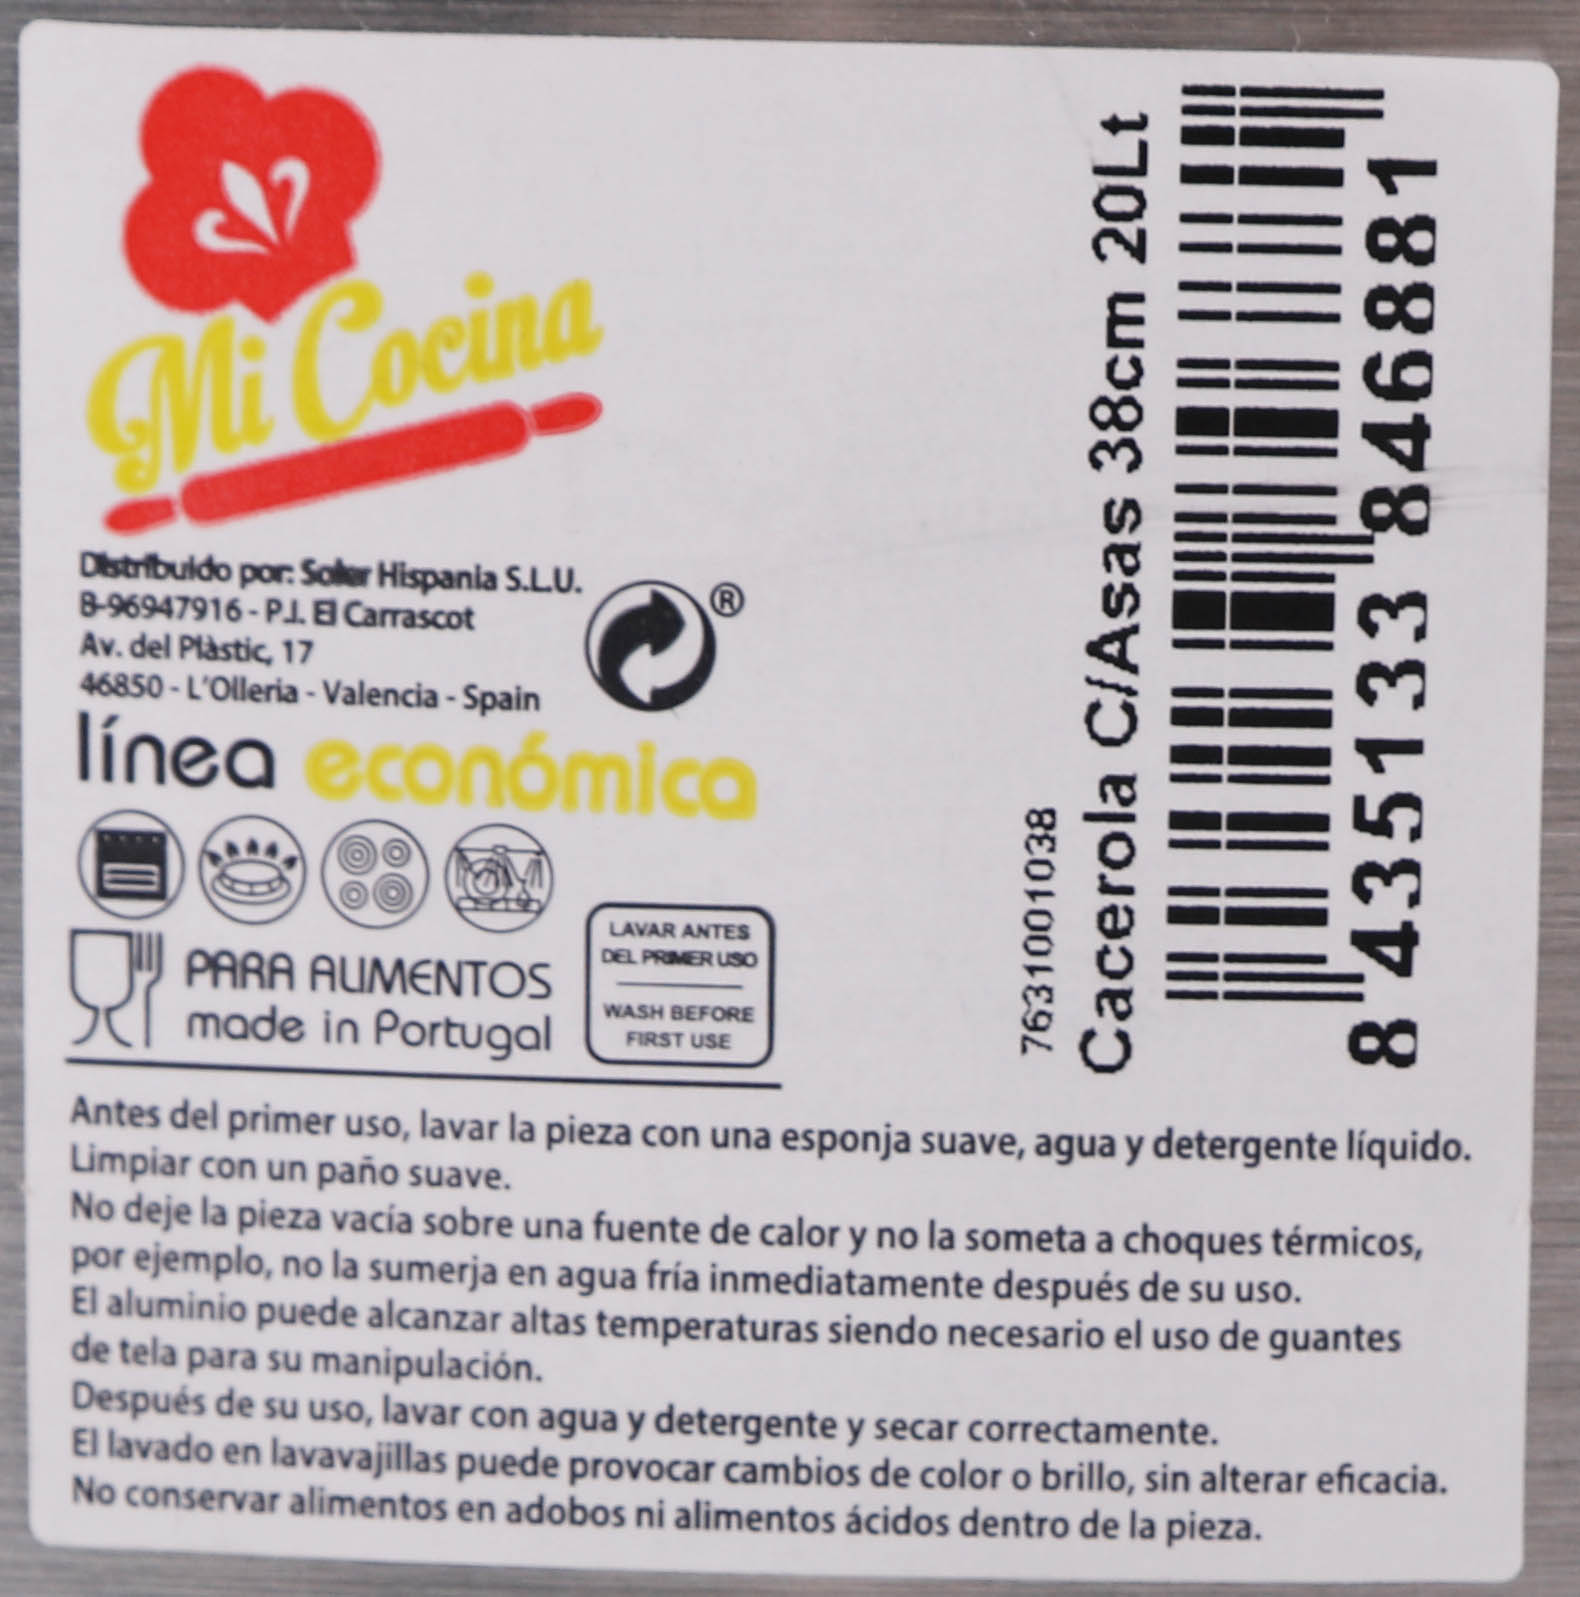 Mi Cocina
Distribuido por: Soler Hispania S.L.U.
B-96947916 - P.I. El Carrascot
Av. del Plàstic, 17
46850 - L'Olleria - Valencia - Spain
®
línea económica
PARA ALIMENTOS
made in Portugal
LAVAR ANTES
DEL PRIMER USO
WASH BEFORE
FIRST USE
7631001038
Cacerola C/Asas 38cm 20Lt
8 435133 846881
Antes del primer uso, lavar la pieza con una esponja suave, agua y detergente líquido.
Limpiar con un paño suave.
No deje la pieza vacía sobre una fuente de calor y no la someta a choques térmicos,
por ejemplo, no la sumerja en agua fría inmediatamente después de su uso.
El aluminio puede alcanzar altas temperaturas siendo necesario el uso de guantes
de tela para su manipulación.
Después de su uso, lavar con agua y detergente y secar correctamente.
El lavado en lavavajillas puede provocar cambios de color o brillo, sin alterar eficacia.
No conservar alimentos en adobos ni alimentos ácidos dentro de la pieza.